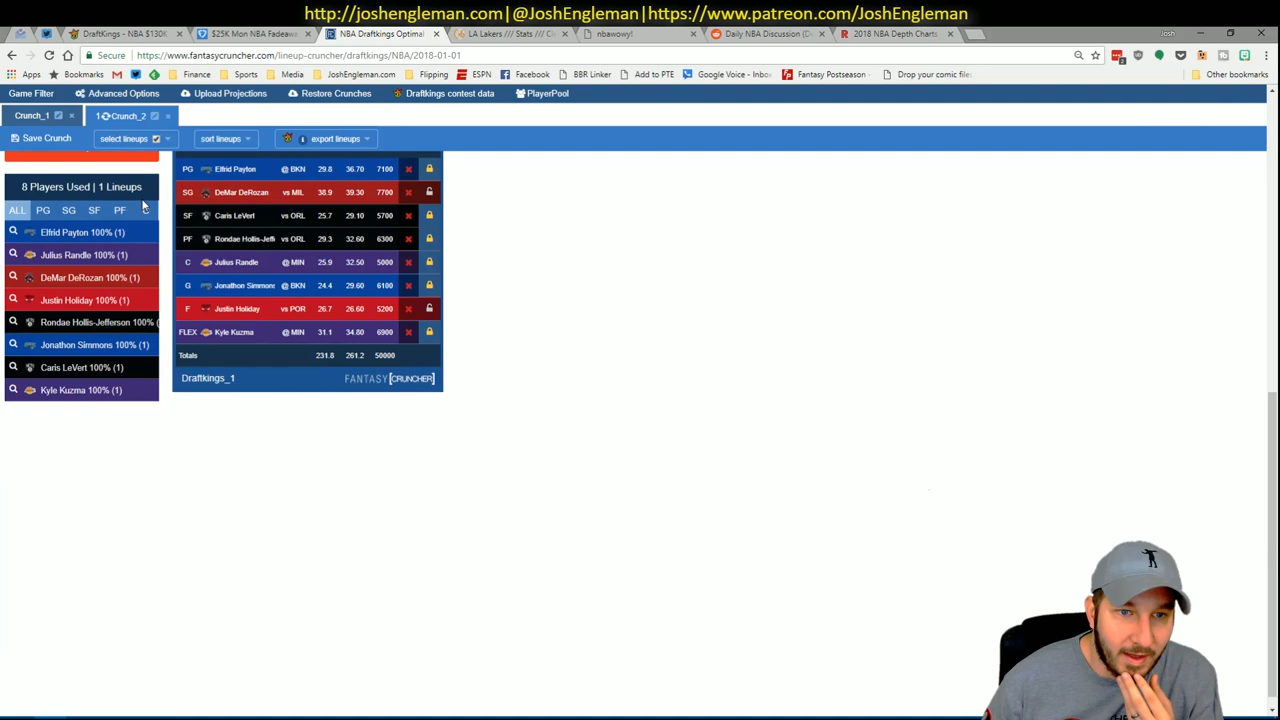 http://joshengleman.com|@JoshEngleman|https://www.patreon.com/JoshEngleman
DraftKings - NBA $130K
$25K Mon NBA Fadeawa
NBA Draftkings Optimal
LA Lakers /// Stats /// Sc
nbawowy!
Daily NBA Discussion (D
2018 NBA Depth Charts
Josh
Secure
https://www.fantasycruncher.com/lineup-cruncher/draftkings/NBA/2018-01-01
Apps
Bookmarks
Finance
Sports
Media
JoshEngleman.com
Flipping
ESPN
Facebook
BBR Linker
Add to PTE
Google Voice - Inbo
Fantasy Postseason -
Drop your comic file
Other bookmarks
Game Filter
Advanced Options
Upload Projections
Restore Crunches
Draftkings contest data
PlayerPool
Crunch_1
1 Crunch_2
Save Crunch
select lineups
sort lineups
export lineups
8 Players Used | 1 Lineups
ALL PG SG SF PF
Elfrid Payton 100% (1)
Julius Randle 100% (1)
DeMar DeRozan 100% (1)
Justin Holiday 100% (1)
Rondae Hollis-Jefferson 100% (
Jonathon Simmons 100% (1)
Caris LeVert 100% (1)
Kyle Kuzma 100% (1)
PG Elfrid Payton @ BKN 29.8 36.70 7100
SG DeMar DeRozan vs MIL 38.9 39.30 7700
SF Caris LeVert vs ORL 25.7 29.10 5700
PF Rondae Hollis-Jeff vs ORL 29.3 32.60 6300
C Julius Randle @ MIN 25.9 32.50 5000
G Jonathon Simmons @ BKN 24.4 29.60 6100
F Justin Holiday vs POR 26.7 26.60 5200
FLEX Kyle Kuzma @ MIN 31.1 34.80 6900
Totals 231.8 261.2 50000
Draftkings_1
FANTASY[CRUNCHER]